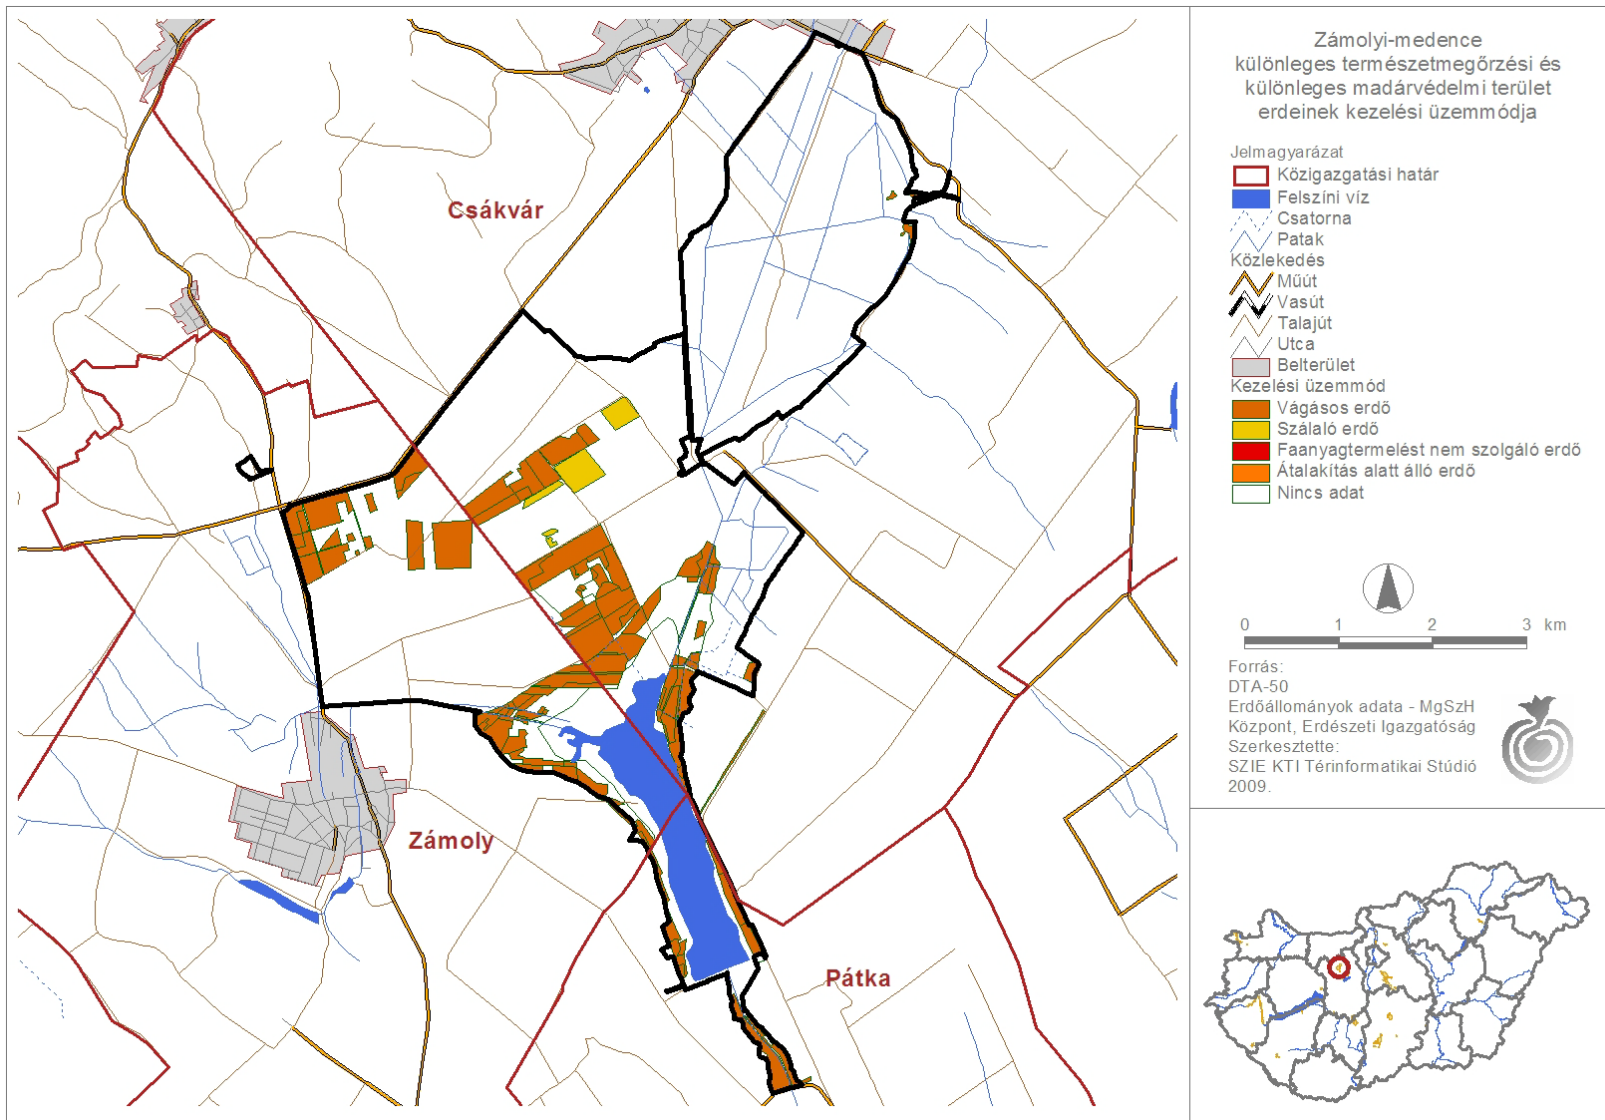 Zámolyi-medence
különleges természetmegőrzési és
különleges madárvédelmi terület
erdeinek kezelési üzemmódja
Jelmagyarázat
Közigazgatási határ
Felszíni víz
Csatorna
Patak
Közlekedés
Műút
Vasút
Talajút
Utca
Belterület
Kezelési üzemmód
Vágásos erdő
Szálaló erdő
Faanyagtermelést nem szolgáló erdő
Átalakítás alatt álló erdő
Nincs adat
0 1 2 3 km
Forrás:
DTA-50
Erdőállományok adata - MgSzH
Központ, Erdészeti Igazgatóság
Szerkesztette:
SZIE KTI Térinformatikai Stúdió
2009.
Csákvár
Zámoly
Pátka